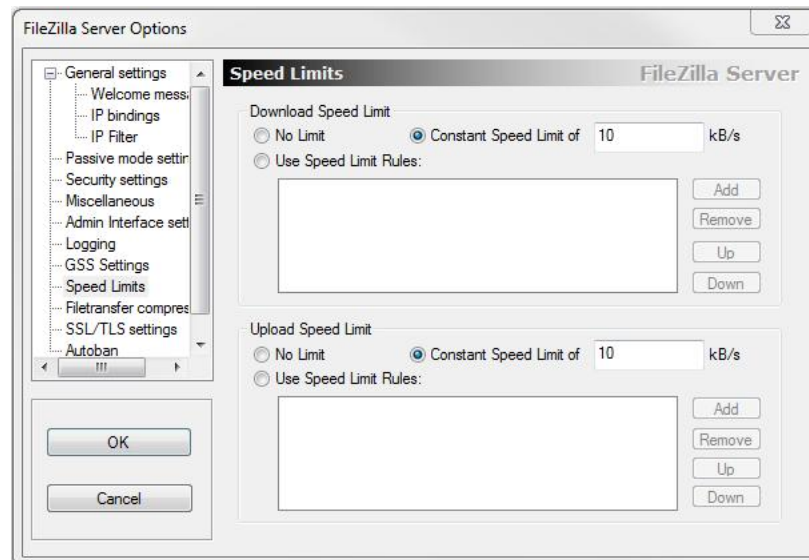 FileZilla Server Options
General settings
Welcome messa
IP bindings
IP Filter
Passive mode settin
Security settings
Miscellaneous
Admin Interface sett
Logging
GSS Settings
Speed Limits
Filetransfer compres
SSL/TLS settings
Autoban
OK
Cancel
Speed Limits FileZilla Server
Download Speed Limit
No Limit Constant Speed Limit of 10 kB/s
Use Speed Limit Rules:
Add
Remove
Up
Down
Upload Speed Limit
No Limit Constant Speed Limit of 10 kB/s
Use Speed Limit Rules:
Add
Remove
Up
Down